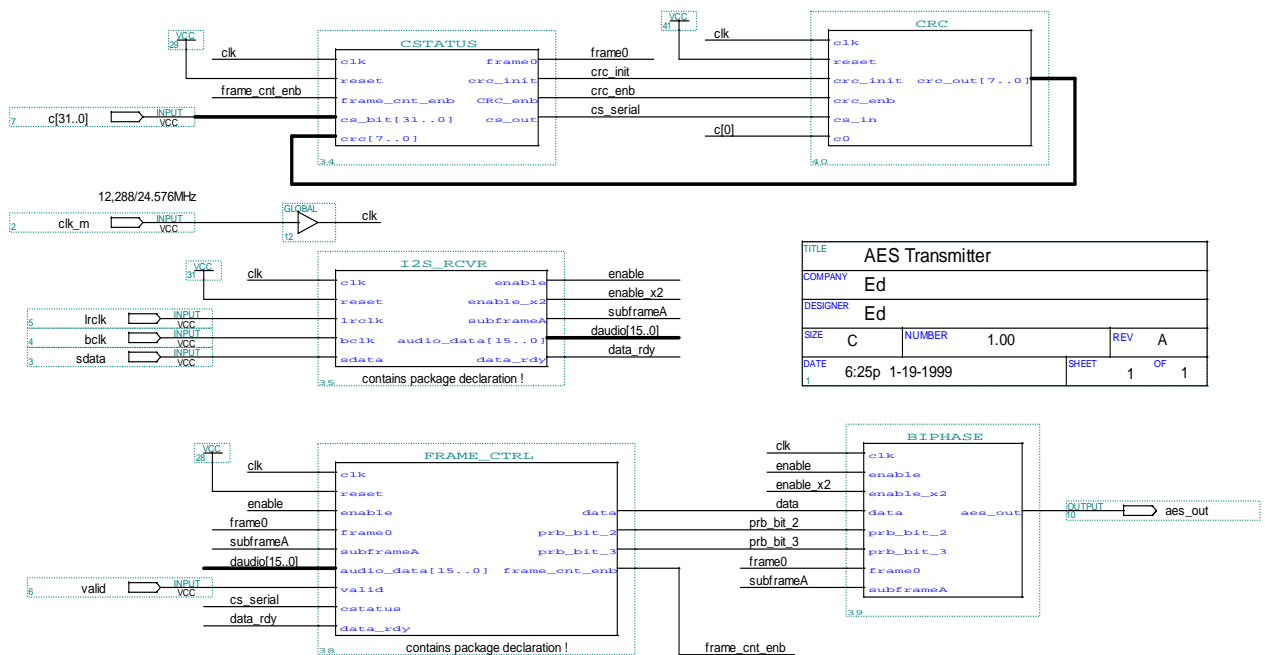 CSTATUS
VCC
29
clk
clk
frame0
frame0
reset
crc_init
crc_init
frame_cnt_enb
frame_cnt_enb
CRC_enb
crc_enb
7
c[31..0]
INPUT
VCC
cs_bit[31..0]
cs_out
cs_serial
crc[7..0]
34
CRC
VCC
41
clk
clk
reset
crc_init
crc_out[7..0]
crc_enb
cs_in
c[0]
c0
40
12,288/24.576MHz
2
clk_m
INPUT
VCC
GLOBAL
12
clk
I2S_RCVR
VCC
31
clk
clk
enable
enable
reset
enable_x2
enable_x2
5
lrclk
INPUT
VCC
lrclk
subframeA
subframeA
4
bclk
INPUT
VCC
bclk
audio_data[15..0]
daudio[15..0]
3
sdata
INPUT
VCC
sdata
data_rdy
data_rdy
35
contains package declaration !
TITLE
AES Transmitter
COMPANY
Ed
DESIGNER
Ed
SIZE
C
NUMBER
1.00
REV
A
DATE
6:25p 1-19-1999
SHEET
1
OF
1
1
FRAME_CTRL
VCC
28
clk
clk
reset
enable
enable
data
frame0
frame0
prb_bit_2
subframeA
subframeA
prb_bit_3
daudio[15..0]
audio_data[15..0]
frame_cnt_enb
6
valid
INPUT
VCC
valid
cs_serial
cstatus
data_rdy
data_rdy
38
contains package declaration !
frame_cnt_enb
BIPHASE
clk
clk
enable
enable
enable_x2
enable_x2
data
data
aes_out
prb_bit_2
prb_bit_2
prb_bit_3
prb_bit_3
frame0
frame0
subframeA
subframeA
39
OUTPUT
10
aes_out